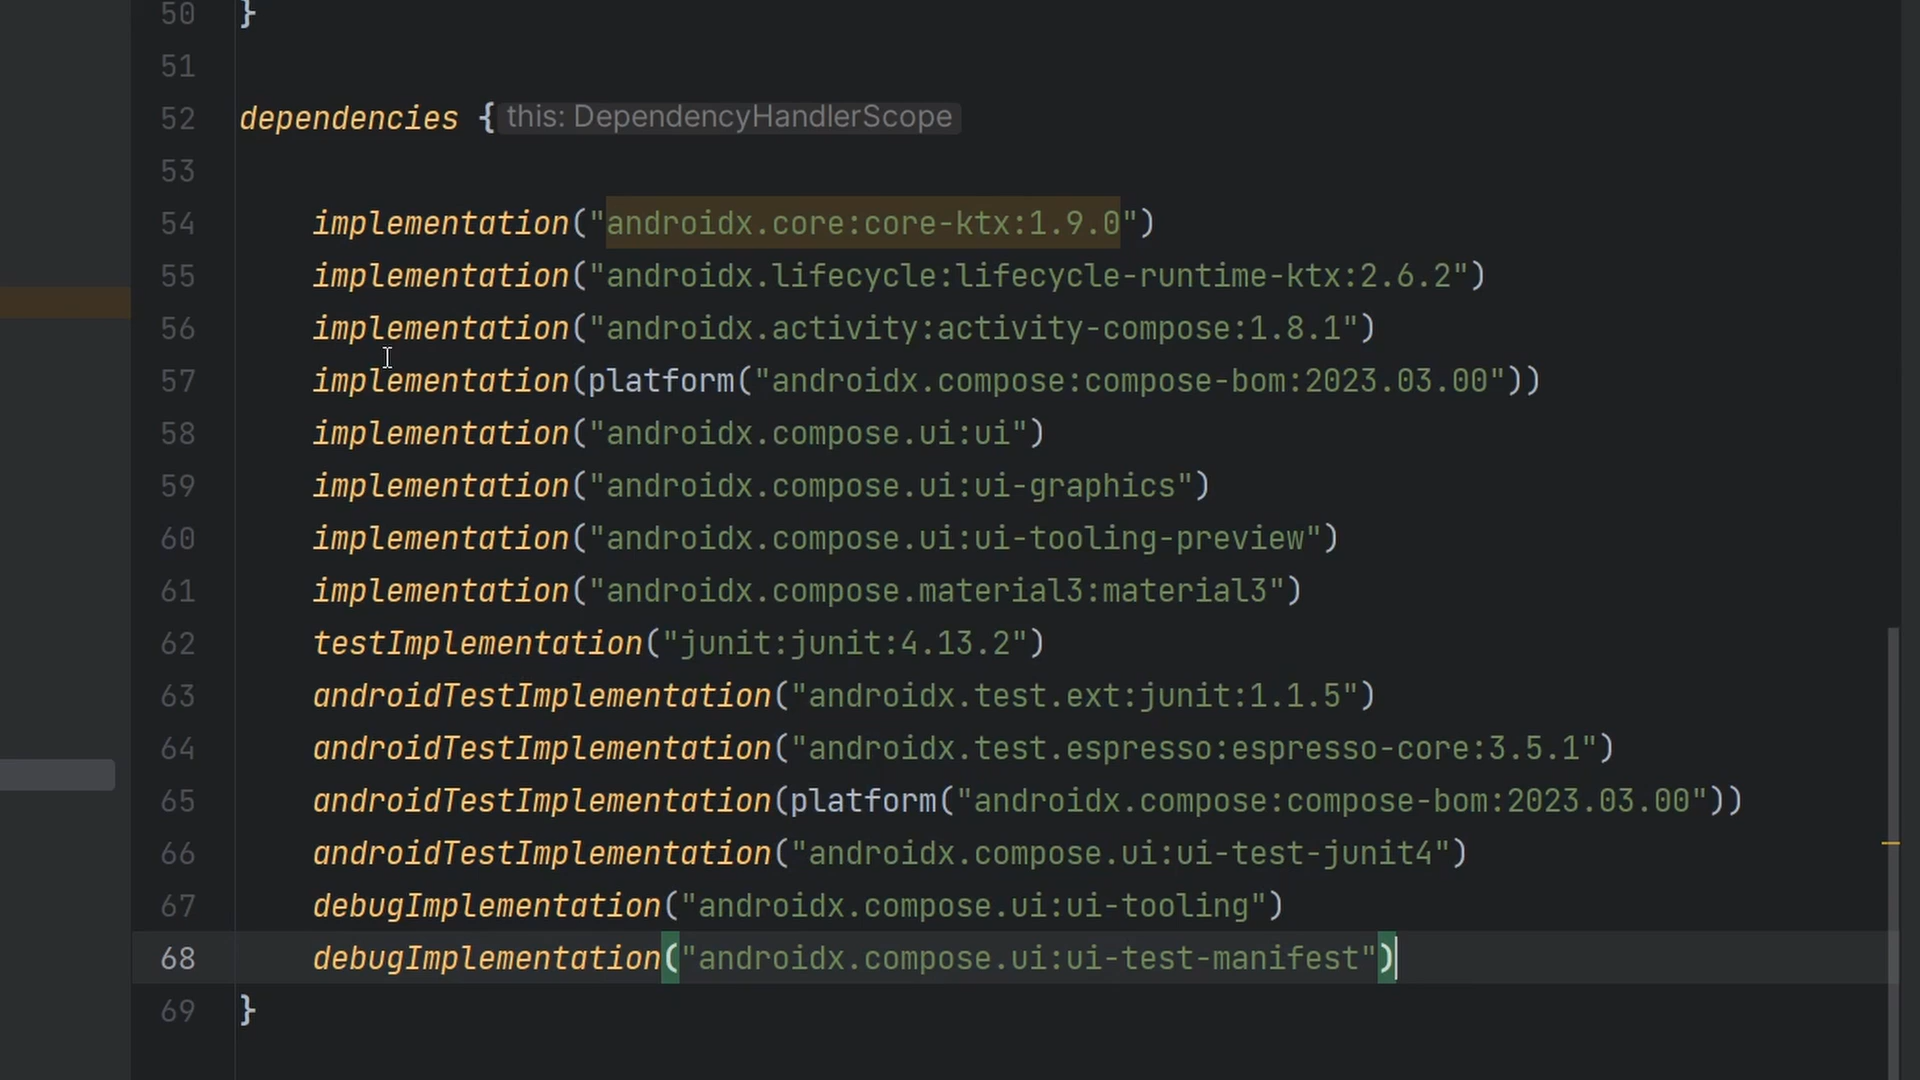 50 }
51
52 dependencies { this: DependencyHandlerScope
53
54 implementation("androidx.core:core-ktx:1.9.0")
55 implementation("androidx.lifecycle:lifecycle-runtime-ktx:2.6.2")
56 implementation("androidx.activity:activity-compose:1.8.1")
57 implementation(platform("androidx.compose:compose-bom:2023.03.00"))
58 implementation("androidx.compose.ui:ui")
59 implementation("androidx.compose.ui:ui-graphics")
60 implementation("androidx.compose.ui:ui-tooling-preview")
61 implementation("androidx.compose.material3:material3")
62 testImplementation("junit:junit:4.13.2")
63 androidTestImplementation("androidx.test.ext:junit:1.1.5")
64 androidTestImplementation("androidx.test.espresso:espresso-core:3.5.1")
65 androidTestImplementation(platform("androidx.compose:compose-bom:2023.03.00"))
66 androidTestImplementation("androidx.compose.ui:ui-test-junit4")
67 debugImplementation("androidx.compose.ui:ui-tooling")
68 debugImplementation("androidx.compose.ui:ui-test-manifest")
69 }